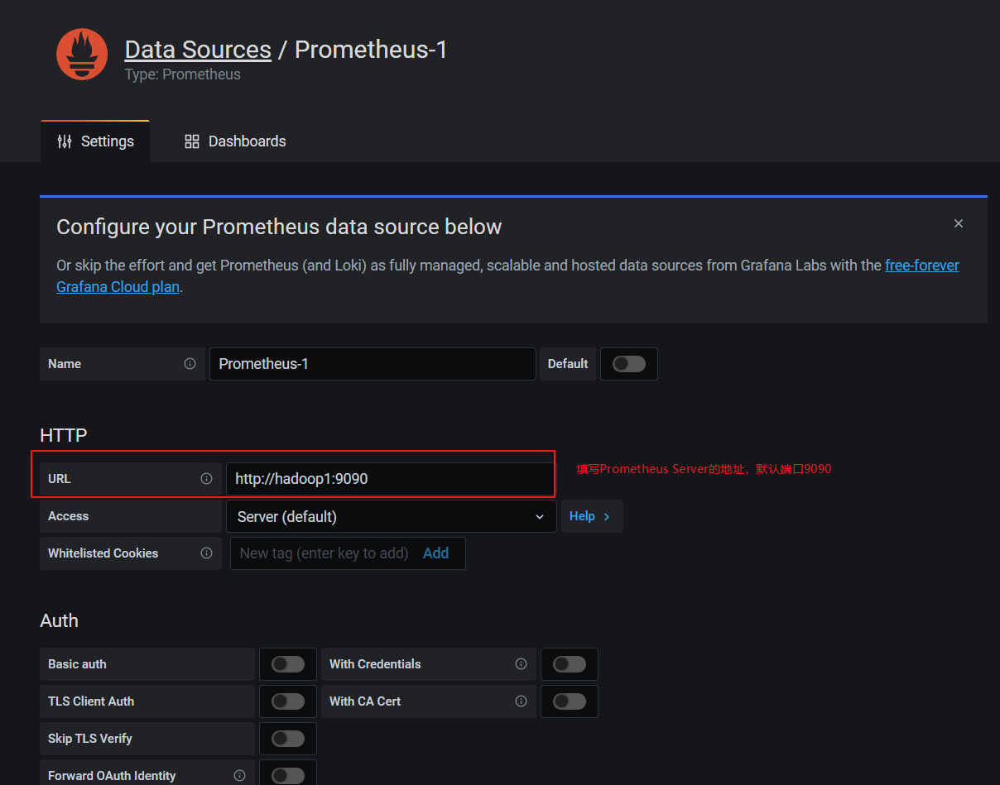 Data Sources / Prometheus-1
Type: Prometheus
Settings
Dashboards
Configure your Prometheus data source below
Or skip the effort and get Prometheus (and Loki) as fully managed, scalable and hosted data sources from Grafana Labs with the free-forever
Grafana Cloud plan.
Name
Prometheus-1
Default
HTTP
URL
http://hadoop1:9090
填写Prometheus Server的地址，默认端口9090
Access
Server (default)
Help
Whitelisted Cookies
New tag (enter key to add)
Add
Auth
Basic auth
With Credentials
TLS Client Auth
With CA Cert
Skip TLS Verify
Forward OAuth Identity